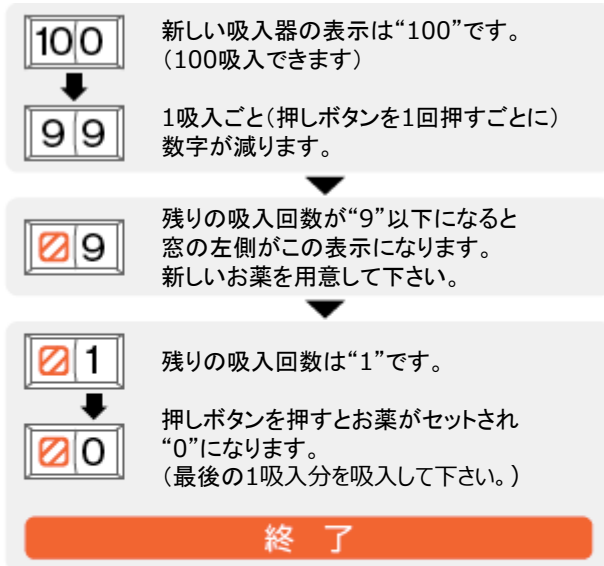 100
新しい吸入器の表示は“100”です。
(100吸入できます)
99
1吸入ごと(押しボタンを1回押すごとに)
数字が減ります。
9
残りの吸入回数が“9”以下になると
窓の左側がこの表示になります。
新しいお薬を用意して下さい。
1
残りの吸入回数は“1”です。
0
押しボタンを押すとお薬がセットされ
“0”になります。
(最後の1吸入分を吸入して下さい。)
終 了